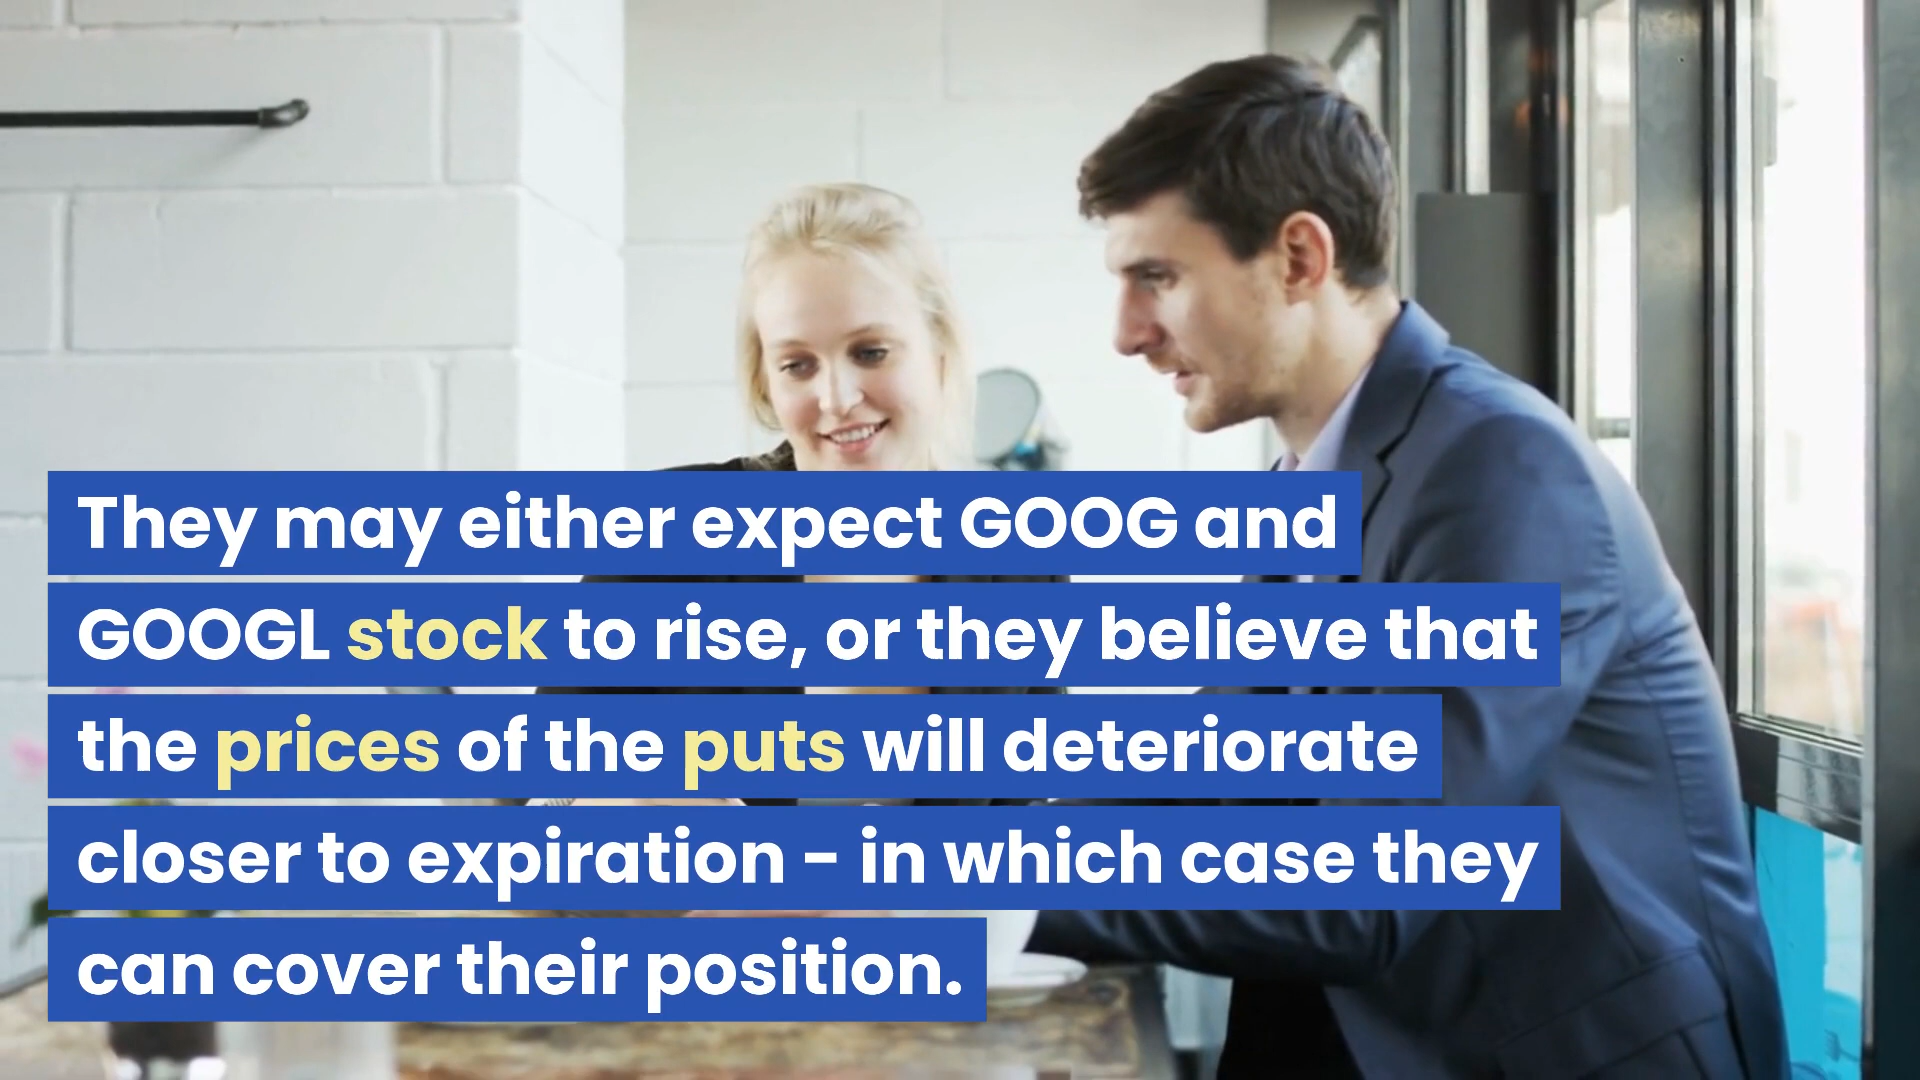 They may either expect GOOG and
GOOGL stock to rise, or they believe that
the prices of the puts will deteriorate
closer to expiration - in which case they
can cover their position.